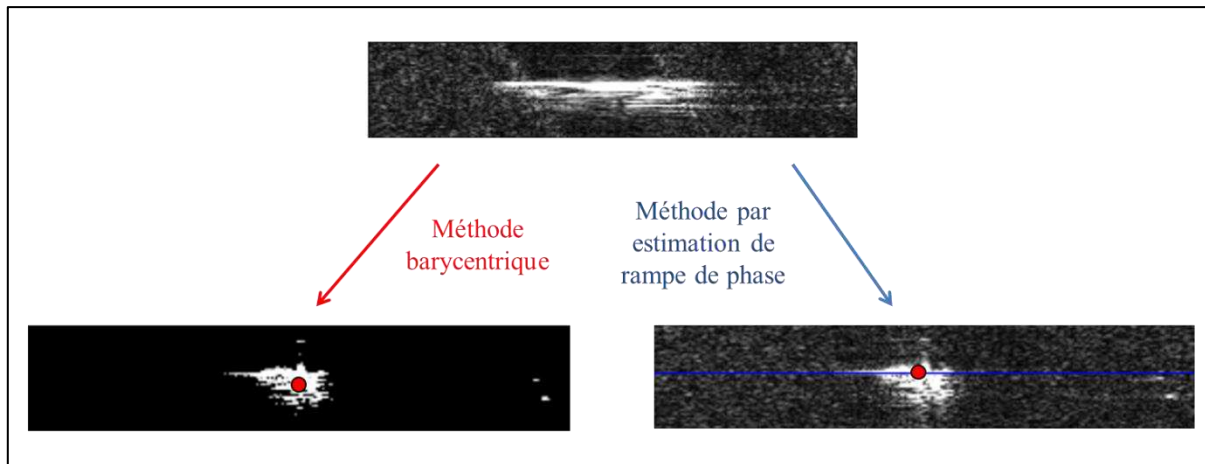 Méthode
barycentrique
Méthode par
estimation de
rampe de phase